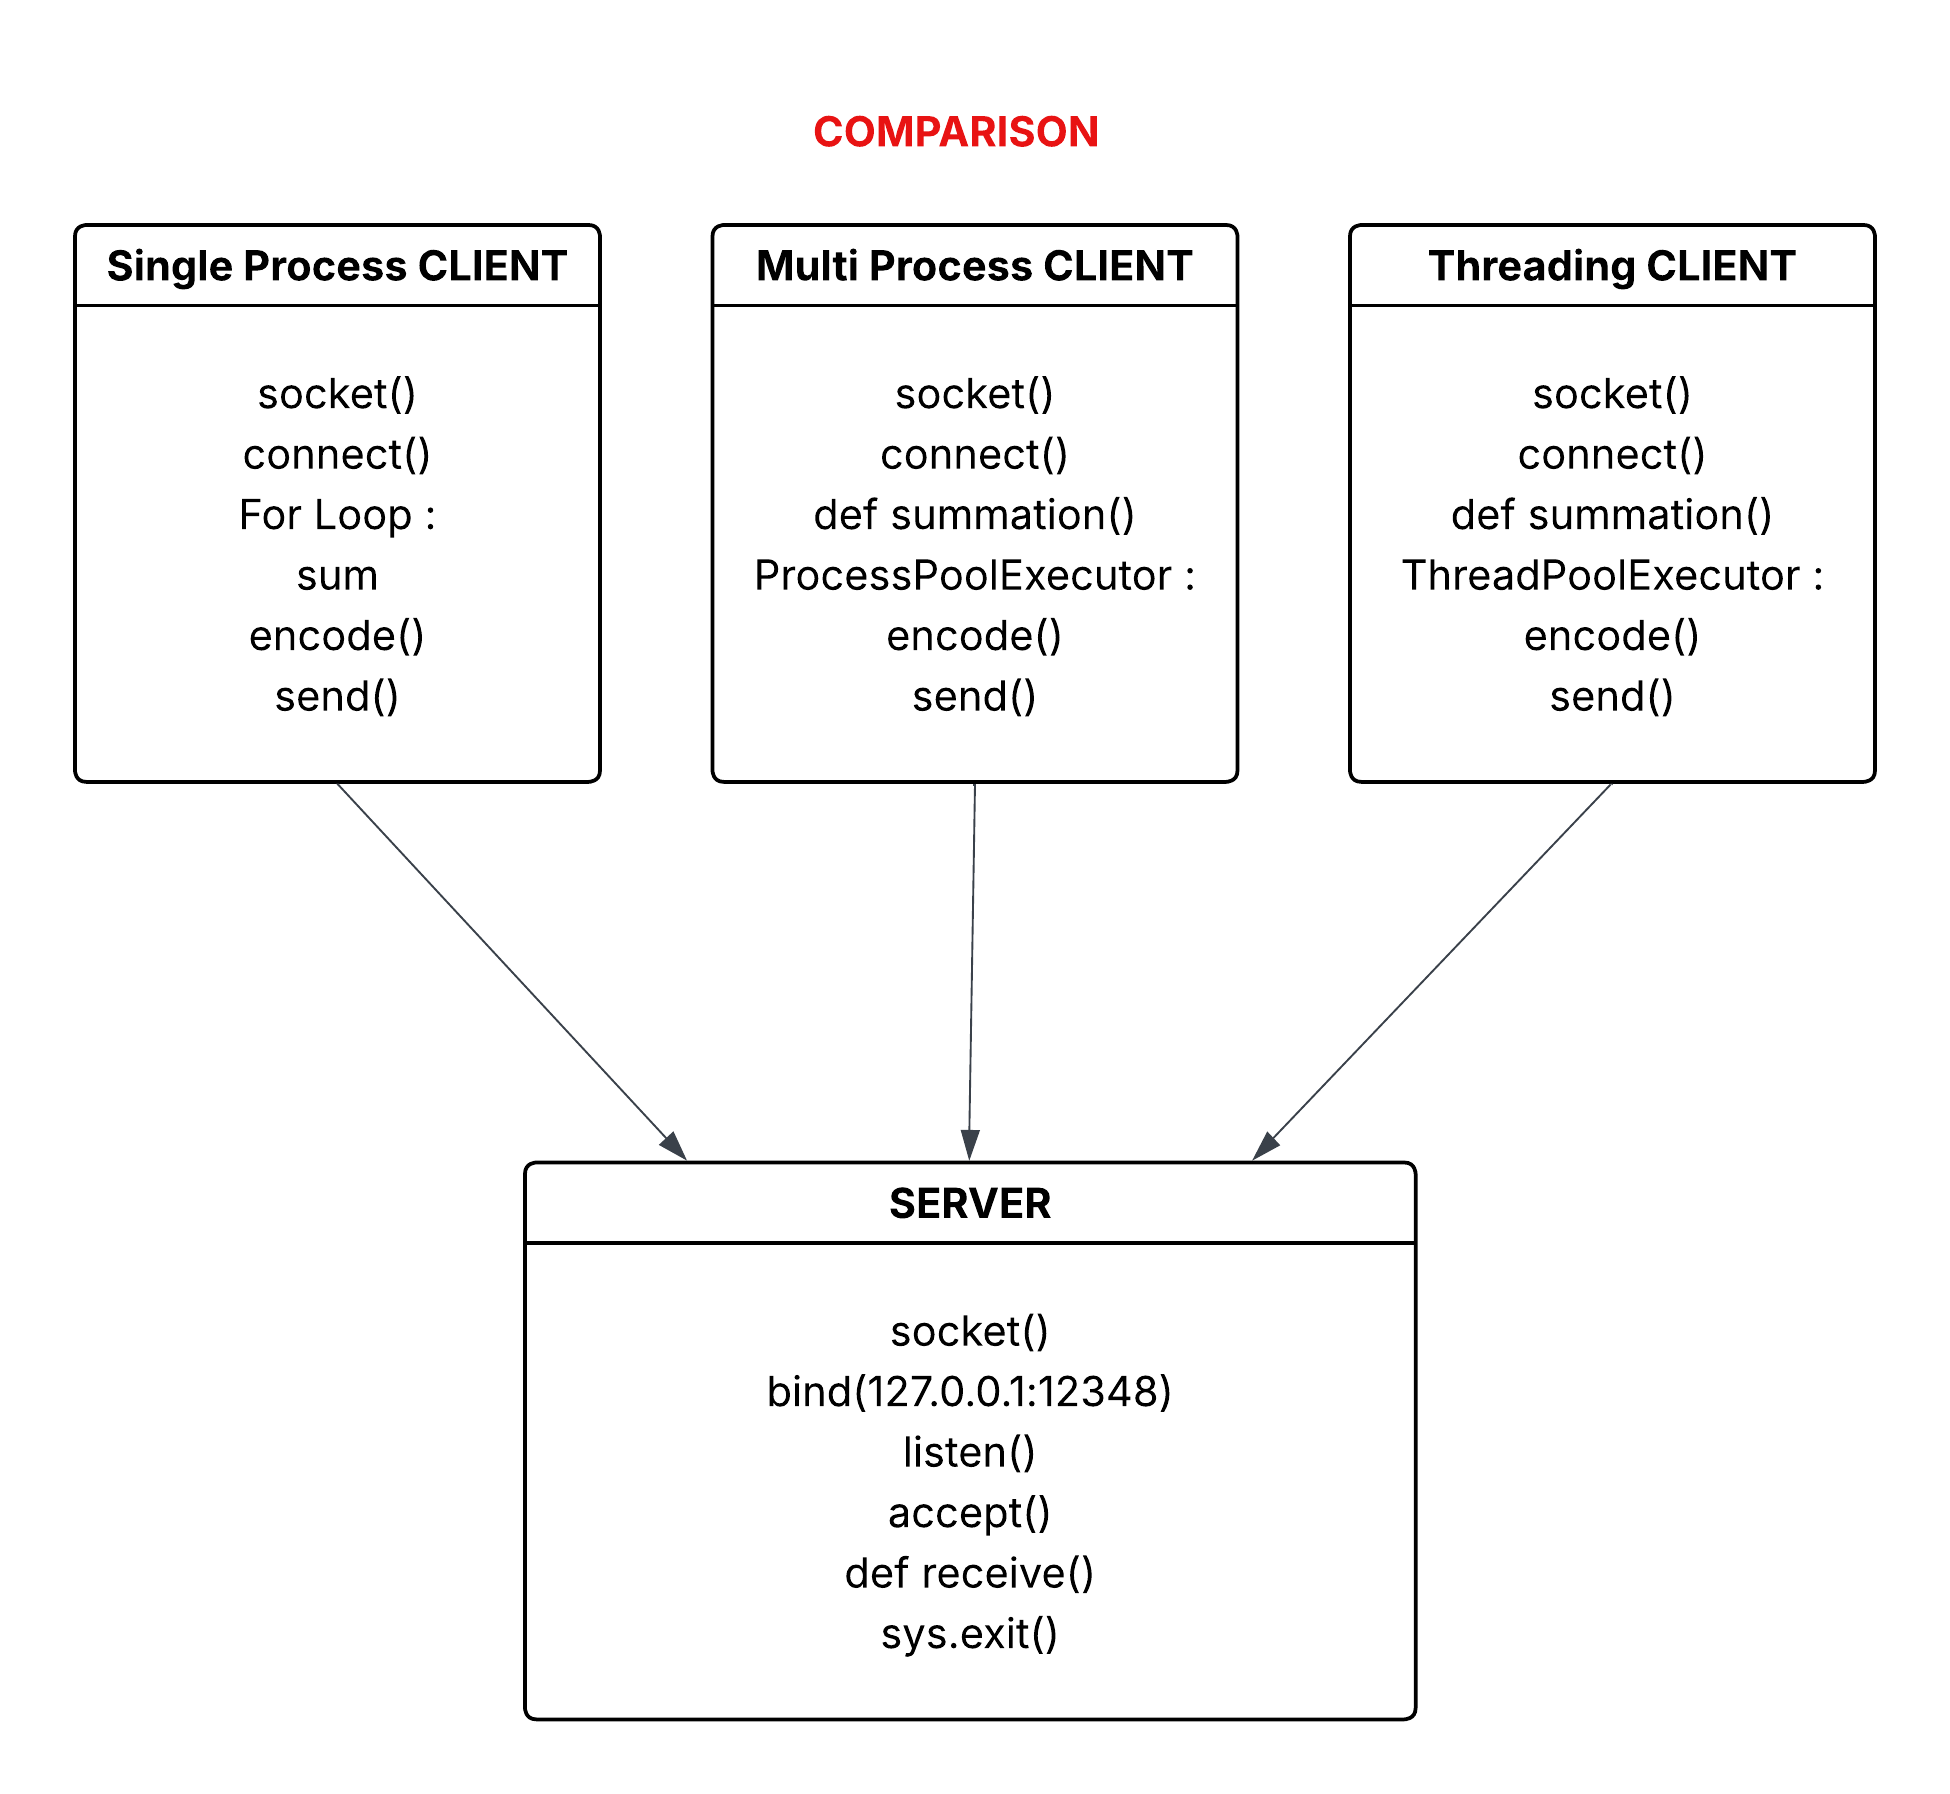 COMPARISON
Single Process CLIENT
socket()
connect()
For Loop :
sum
encode()
send()
Multi Process CLIENT
socket()
connect()
def summation()
ProcessPoolExecutor :
encode()
send()
Threading CLIENT
socket()
connect()
def summation()
ThreadPoolExecutor :
encode()
send()
SERVER
socket()
bind(127.0.0.1:12348)
listen()
accept()
def receive()
sys.exit()